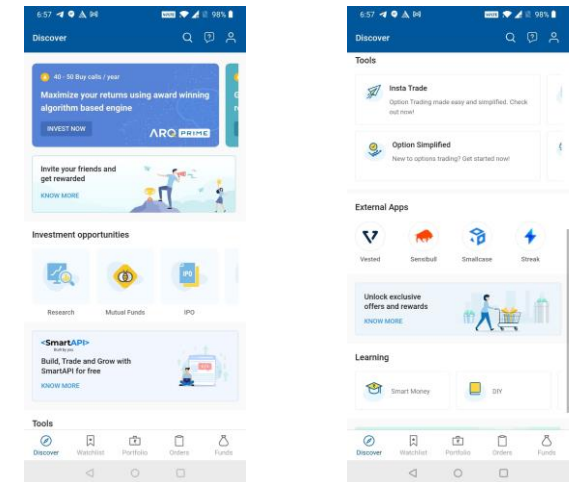 6:57
98%
Discover
40 - 50 Buy calls / year
Maximize your returns using award winning
algorithm based engine
INVEST NOW
ARQ PRIME
Invite your friends and
get rewarded
KNOW MORE
Investment opportunities
IPO
Research
Mutual Funds
IPO
<SmartAPI>
Build, Trade and Grow with
SmartAPI for free
KNOW MORE
Tools
Discover
Watchlist
Portfolio
Orders
Funds
6:57
98%
Discover
Tools
Insta Trade
Option Trading made easy and simplified. Check
out now!
Option Simplified
New to options trading? Get started now!
External Apps
Vested
Sensibull
Smallcase
Streak
Unlock exclusive
offers and rewards
KNOW MORE
Learning
Smart Money
DIY
Discover
Watchlist
Portfolio
Orders
Funds